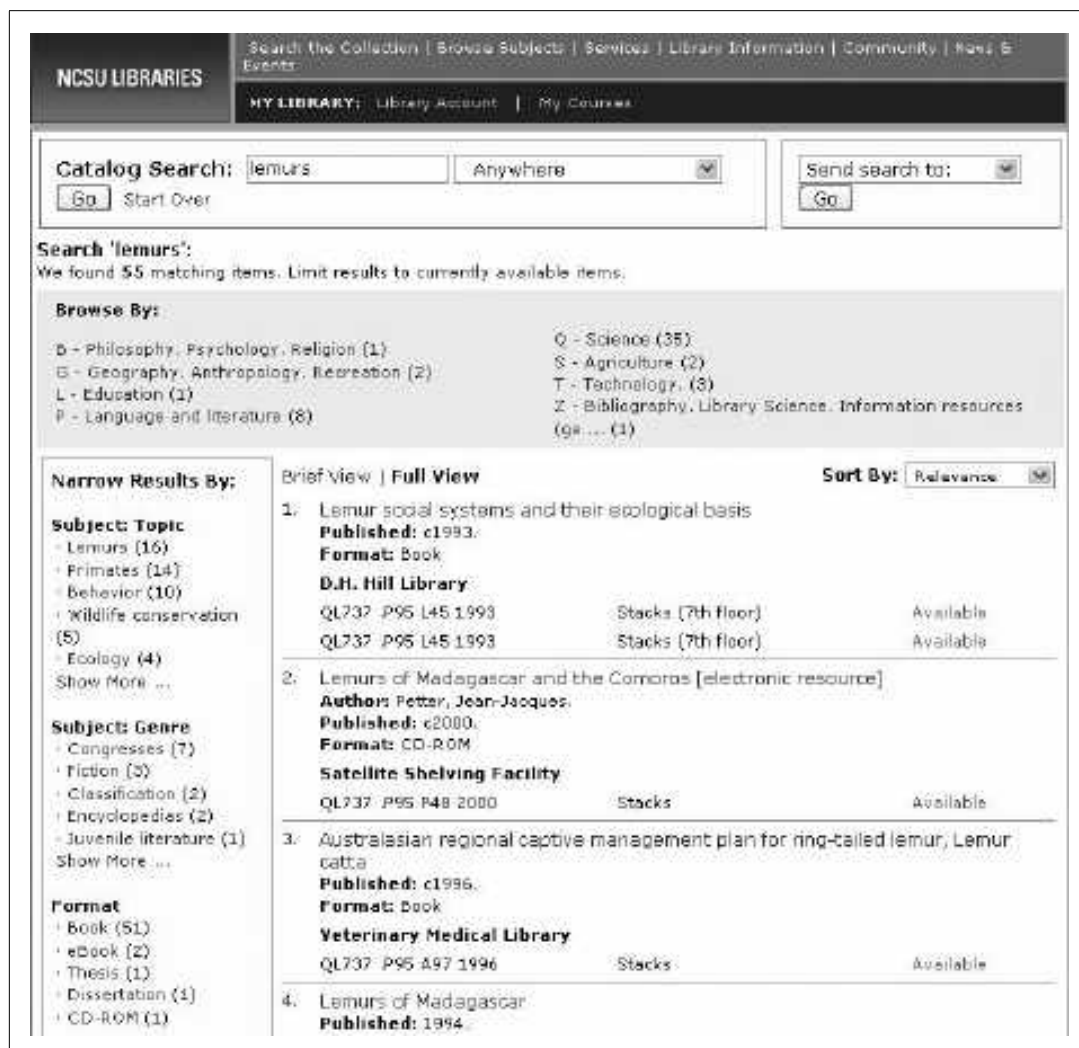 NCSU LIBRARIES
Search the Collection | Browse Subjects | Services | Library Information | Community | News &
Events
MY LIBRARY: Library Account | My Courses
Catalog Search: lemurs Anywhere
Go Start Over
Send search to:
Go
Search 'lemurs':
We found 55 matching items. Limit results to currently available items.
Browse By:
B - Philosophy. Psychology. Religion (1)
G - Geography. Anthropology. Recreation (2)
L - Education (1)
P - Language and literature (8)
Q - Science (35)
S - Agriculture (2)
T - Technology. (3)
Z - Bibliography. Library Science. Information resources
(ge ... (1)
Narrow Results By:
Subject: Topic
Lemurs (16)
Primates (14)
Behavior (10)
Wildlife conservation
(5)
Ecology (4)
Show More ...
Subject: Genre
Congresses (7)
Fiction (3)
Classification (2)
Encyclopedias (2)
Juvenile literature (1)
Show More ...
Format
Book (51)
eBook (2)
Thesis (1)
Dissertation (1)
CD-ROM (1)
Brief View | Full View Sort By: Relevance
1. Lemur social systems and their ecological basis
Published: c1993.
Format: Book
D.H. Hill Library
QL737 .P95 L45 1993 Stacks (7th floor) Available
QL737 .P95 L45 1993 Stacks (7th floor) Available
2. Lemurs of Madagascar and the Comoros [electronic resource]
Author: Petter, Jean-Jacques.
Published: c2000.
Format: CD-ROM
Satellite Shelving Facility
QL737 .P95 P48 2000 Stacks Available
3. Australasian regional captive management plan for ring-tailed lemur, Lemur
catta
Published: c1996.
Format: Book
Veterinary Medical Library
QL737 .P95 A97 1996 Stacks Available
4. Lemurs of Madagascar
Published: 1994.